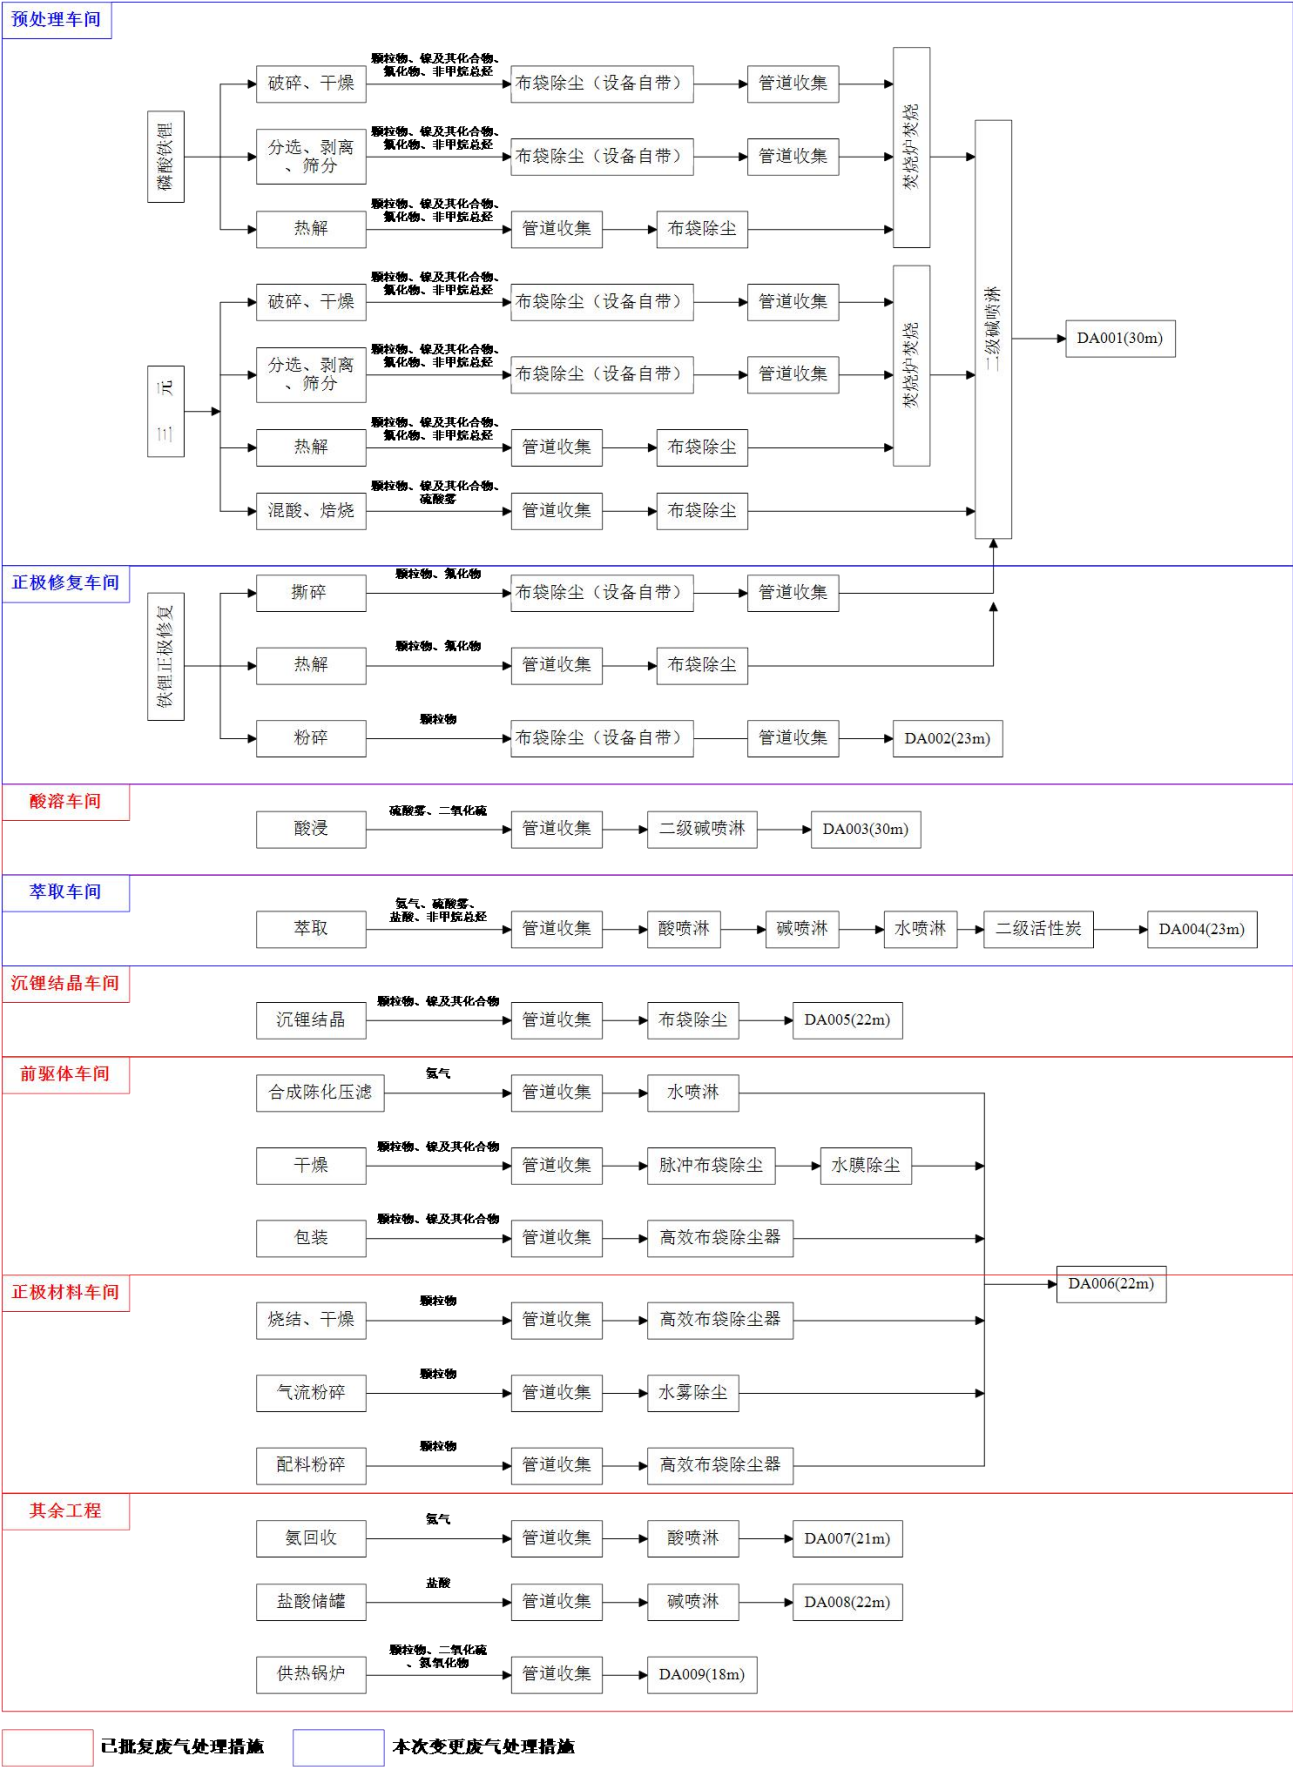 预处理车间
磷酸铁锂
破碎、干燥
颗粒物、镍及其化合物、
氟化物、非甲烷总烃
布袋除尘（设备自带）
管道收集
分选、剥离
、筛分
颗粒物、镍及其化合物、
氟化物、非甲烷总烃
布袋除尘（设备自带）
管道收集
热解
颗粒物、镍及其化合物、
氟化物、非甲烷总烃
管道收集
布袋除尘
焚烧炉焚烧
三 元
破碎、干燥
颗粒物、镍及其化合物、
氟化物、非甲烷总烃
布袋除尘（设备自带）
管道收集
分选、剥离
、筛分
颗粒物、镍及其化合物、
氟化物、非甲烷总烃
布袋除尘（设备自带）
管道收集
热解
颗粒物、镍及其化合物、
氟化物、非甲烷总烃
管道收集
布袋除尘
焚烧炉焚烧
混酸、焙烧
颗粒物、镍及其化合物、
硫酸雾
管道收集
布袋除尘
二级碱喷淋
DA001(30m)
正极修复车间
铁锂正极修复
撕碎
颗粒物、氟化物
布袋除尘（设备自带）
管道收集
热解
颗粒物、氟化物
管道收集
布袋除尘
粉碎
颗粒物
布袋除尘（设备自带）
管道收集
DA002(23m)
酸溶车间
酸浸
硫酸雾、二氧化硫
管道收集
二级碱喷淋
DA003(30m)
萃取车间
萃取
氨气、硫酸雾、
盐酸、非甲烷总烃
管道收集
酸喷淋
碱喷淋
水喷淋
二级活性炭
DA004(23m)
沉锂结晶车间
沉锂结晶
颗粒物、镍及其化合物
管道收集
布袋除尘
DA005(22m)
前驱体车间
合成陈化压滤
氨气
管道收集
水喷淋
干燥
颗粒物、镍及其化合物
管道收集
脉冲布袋除尘
水膜除尘
包装
颗粒物、镍及其化合物
管道收集
高效布袋除尘器
DA006(22m)
正极材料车间
烧结、干燥
颗粒物
管道收集
高效布袋除尘器
气流粉碎
颗粒物
管道收集
水雾除尘
配料粉碎
颗粒物
管道收集
高效布袋除尘器
其余工程
氨回收
氨气
管道收集
酸喷淋
DA007(21m)
盐酸储罐
盐酸
管道收集
碱喷淋
DA008(22m)
供热锅炉
颗粒物、二氧化硫
、氮氧化物
管道收集
DA009(18m)
已批复废气处理措施
本次变更废气处理措施